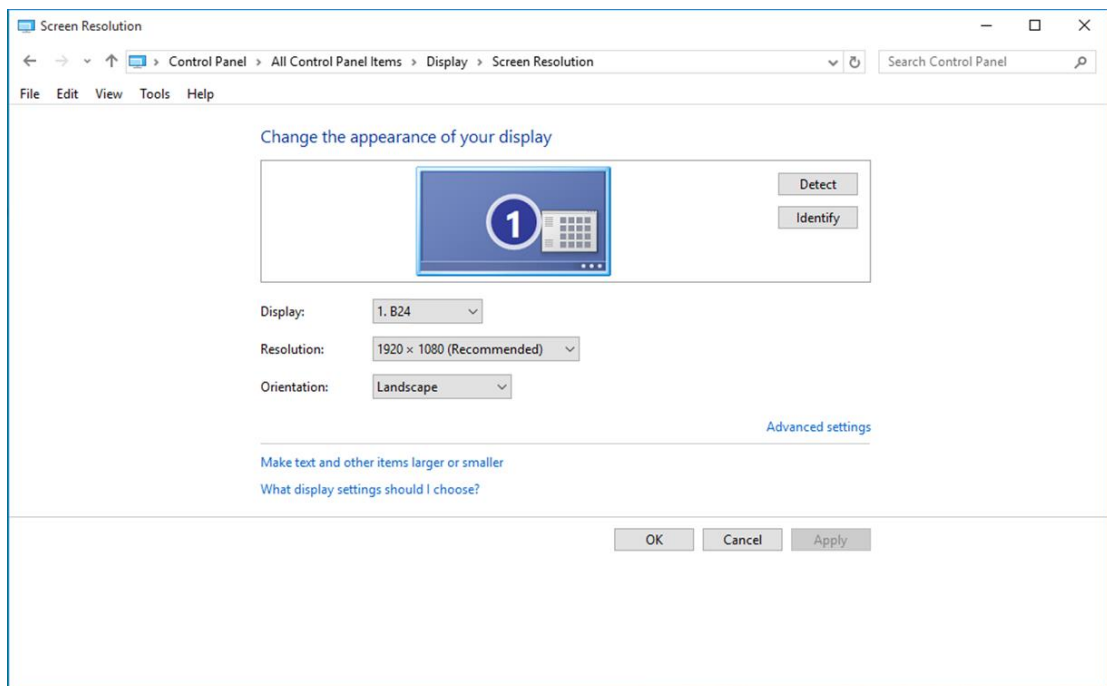 Screen Resolution
Control Panel > All Control Panel Items > Display > Screen Resolution
Search Control Panel
File Edit View Tools Help
Change the appearance of your display
1
Detect
Identify
Display: 1. B24
Resolution: 1920 × 1080 (Recommended)
Orientation: Landscape
Advanced settings
Make text and other items larger or smaller
What display settings should I choose?
OK Cancel Apply